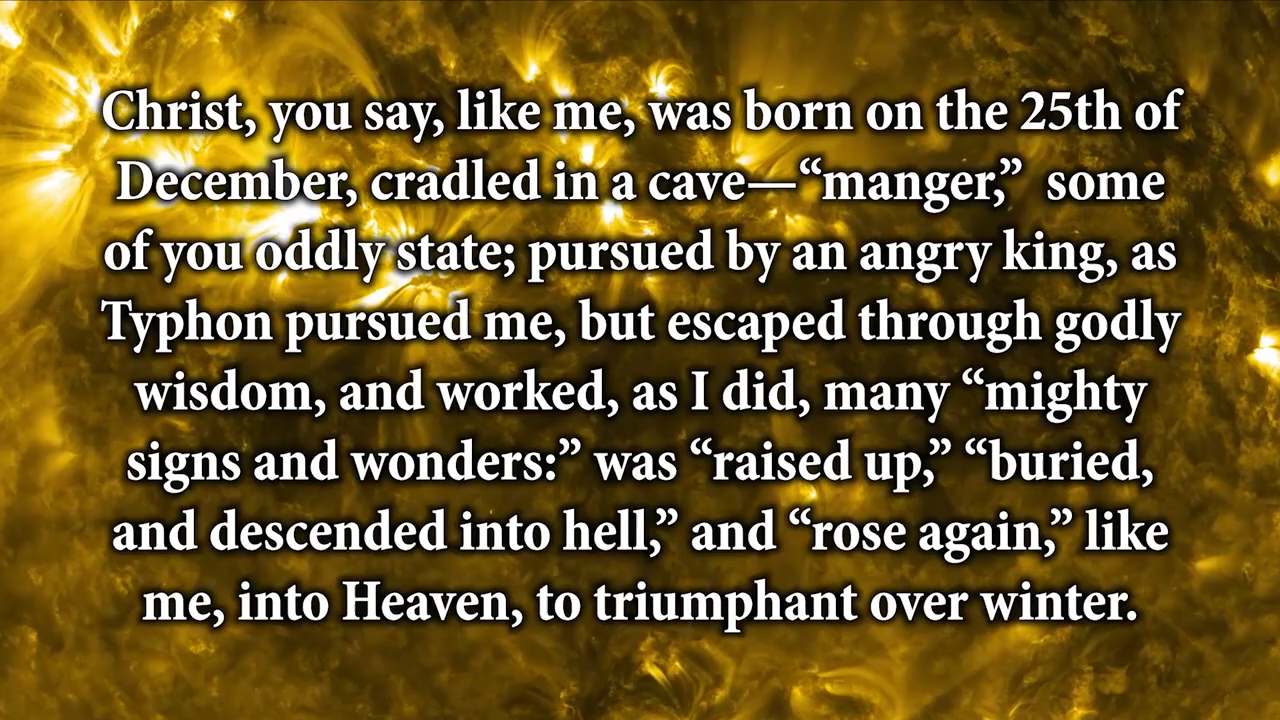 Christ, you say, like me, was born on the 25th of
December, cradled in a cave—“manger,” some
of you oddly state; pursued by an angry king, as
Typhon pursued me, but escaped through godly
wisdom, and worked, as I did, many “mighty
signs and wonders:” was “raised up,” “buried,
and descended into hell,” and “rose again,” like
me, into Heaven, to triumphant over winter.